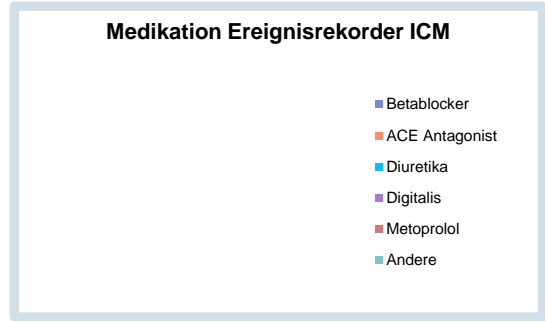 Medikation Ereignisrekorder ICM
Betablocker
ACE Antagonist
Diuretika
Digitalis
Metoprolol
Andere